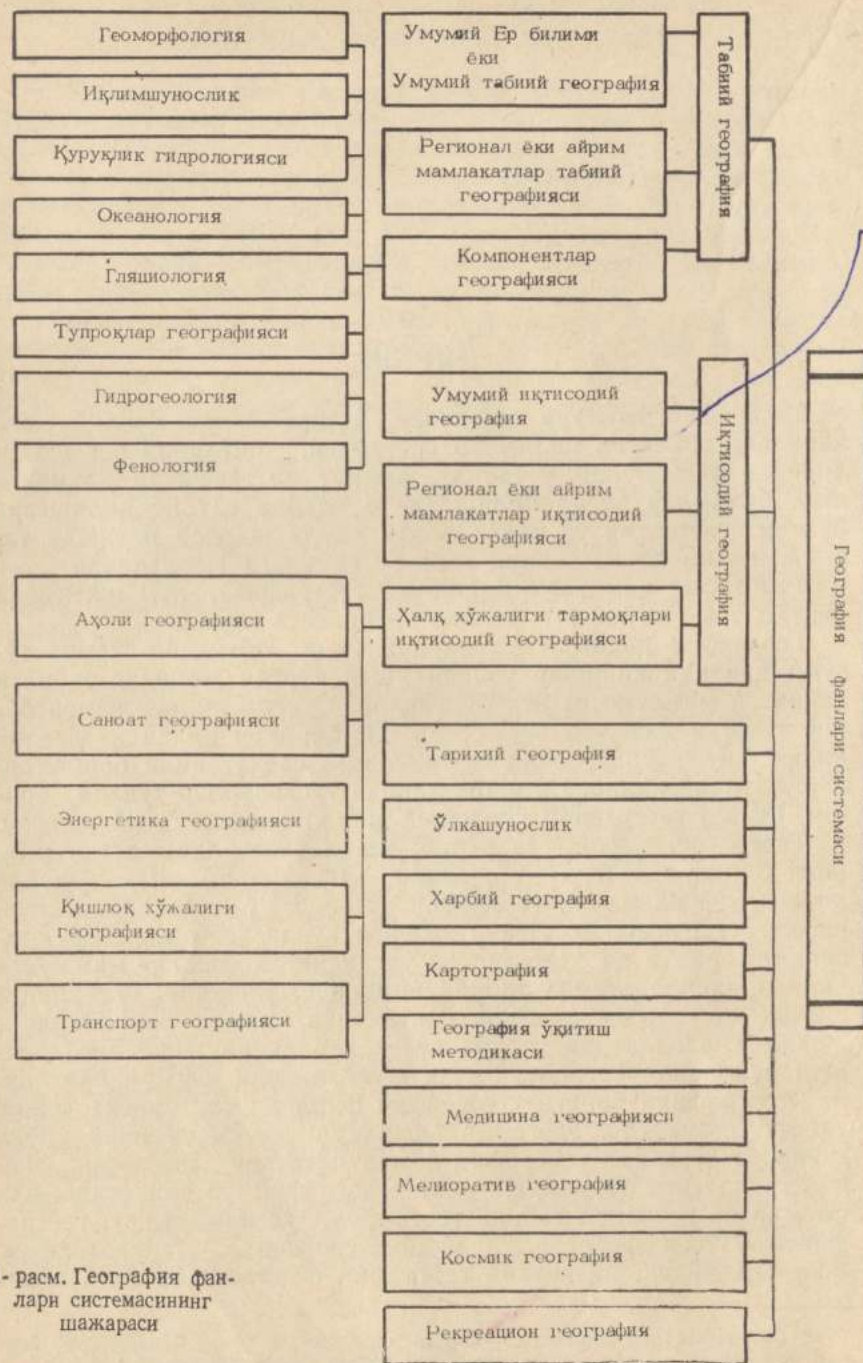 Геоморфология
Иқлимшунослик
Қуруқлик гидрологияси
Океанология
Гляциология
Тупроқлар географияси
Гидрогеология
Фенология
Аҳоли географияси
Саноат географияси
Энергетика географияси
Қишлоқ хўжалиги
географияси
Транспорт географияси
Умумий Ер билими
ёки
Умумий табиий география
Регионал ёки айрим
мамлакатлар табиий
географияси
Компонентлар
географияси
Умумий иқтисодий
география
Регионал ёки айрим
мамлакатлар иқтисодий
географияси
Ҳалқ хўжалиги тармоқлари
иқтисодий географияси
Тарихий география
Ўлкашунослик
Харбий география
Картография
География ўқитиш
методикаси
Медицина географияси
Мелиоратив география
Космик география
Рекреацион география
Табиий география
Иқтисодий география
География фанлари системаси
- расм. География фан-
лари системасининг
шажараси